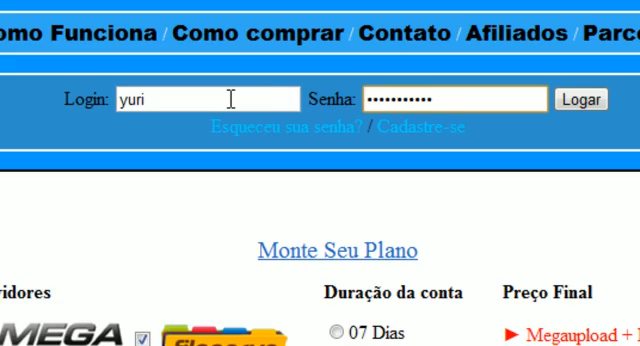 omo Funciona / Como comprar / Contato / Afiliados / Parce
Login: yuri Senha: ••••••••••• Logar
Esqueceu sua senha? / Cadastre-se
Monte Seu Plano
vidores Duração da conta Preço Final
MEGA 07 Dias ► Megaupload +